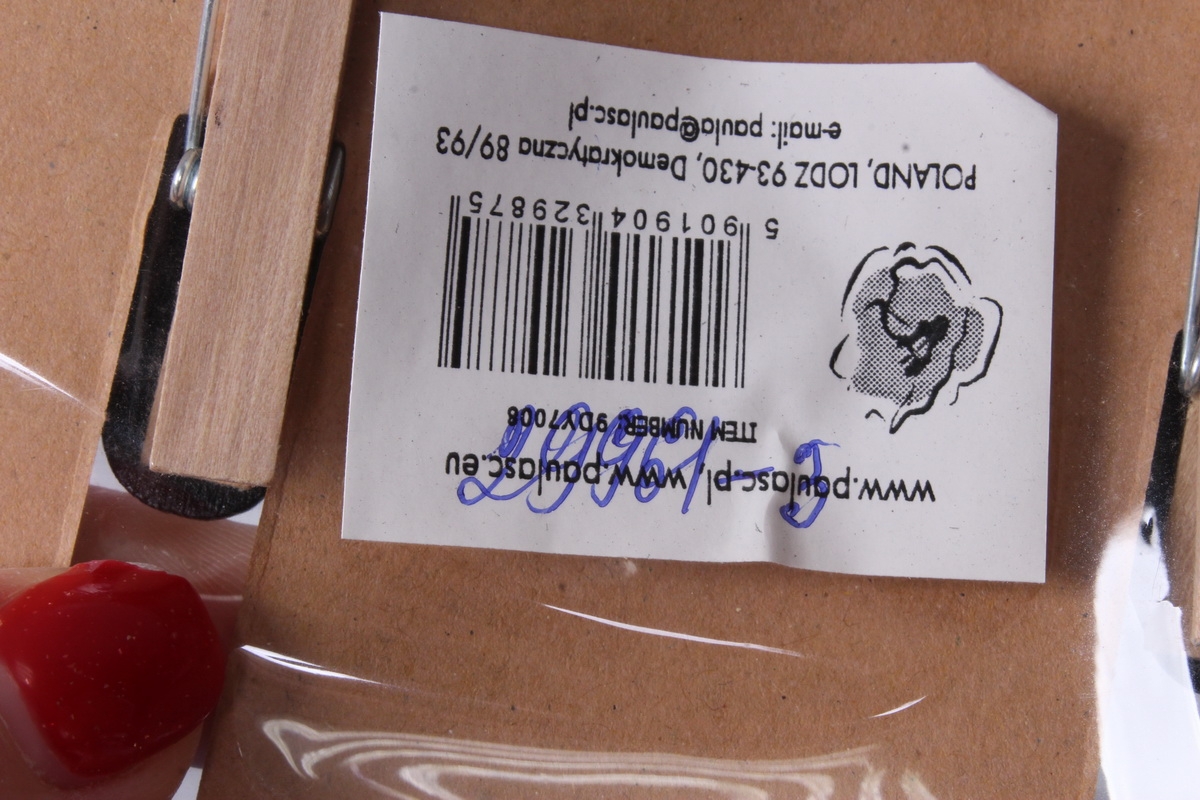 www.paulasc.pl, www.paulasc.eu
ITEM NUMBER: 9DX7008
5 901904 329875
POLAND, LODZ 93-430, Demokratyczna 89/93
e-mail: paula@paulasc.pl